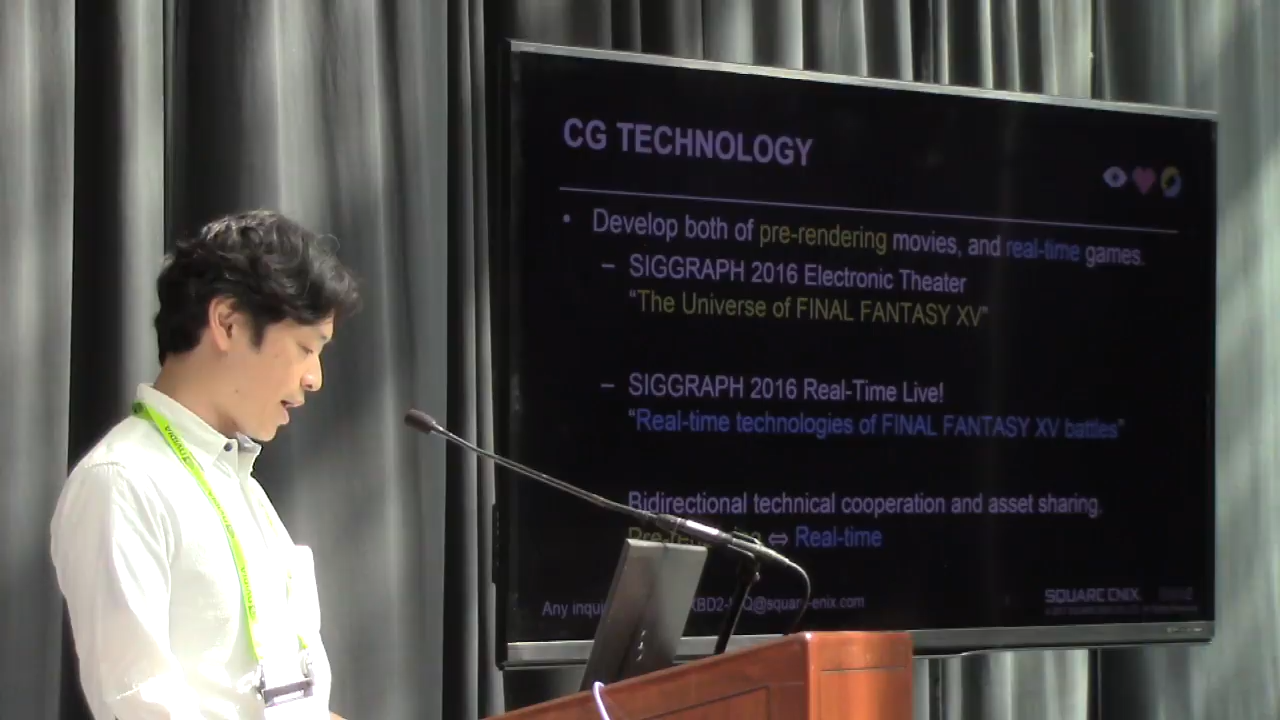 CG TECHNOLOGY
• Develop both of pre-rendering movies, and real-time games.
– SIGGRAPH 2016 Electronic Theater
“The Universe of FINAL FANTASY XV”
– SIGGRAPH 2016 Real-Time Live!
“Real-time technologies of FINAL FANTASY XV battles”
Bidirectional technical cooperation and asset sharing.
⇔ Real-time
Any
SQUARE ENIX
NVIDIA